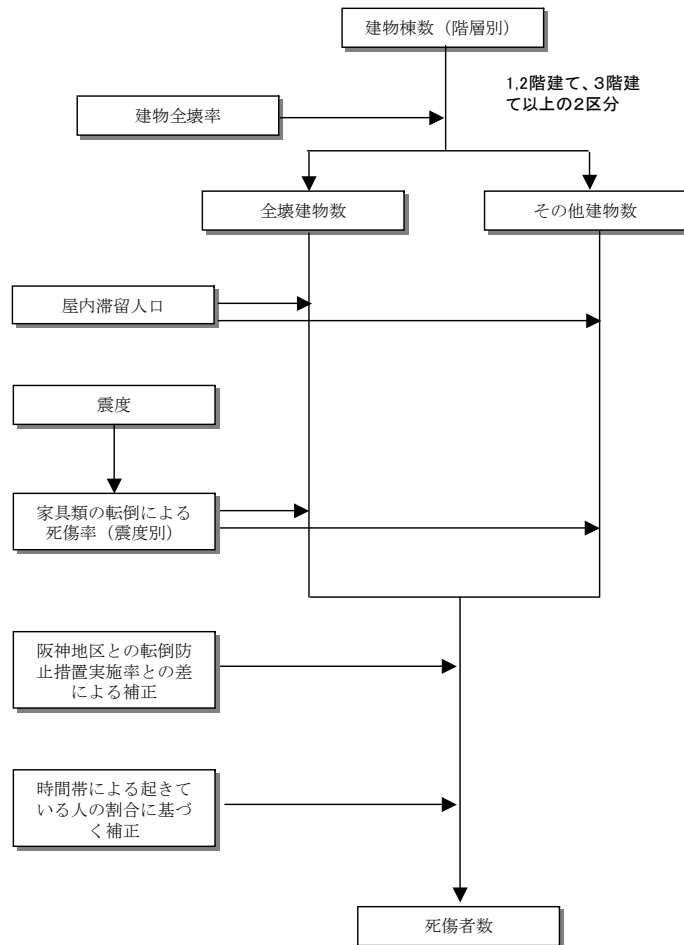 建物棟数（階層別）
1,2階建て、3階建
て以上の2区分
建物全壊率
全壊建物数
その他建物数
屋内滞留人口
震度
家具類の転倒による
死傷率（震度別）
阪神地区との転倒防
止措置実施率との差
による補正
時間帯による起きて
いる人の割合に基づ
く補正
死傷者数